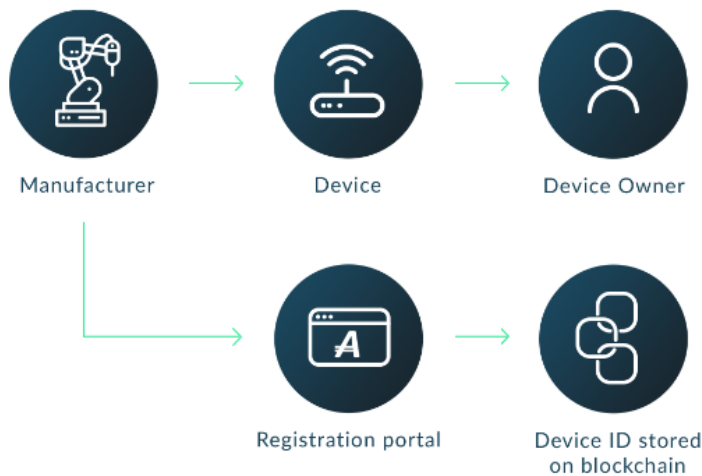 Manufacturer
Device
Device Owner
A
Registration portal
Device ID stored
on blockchain